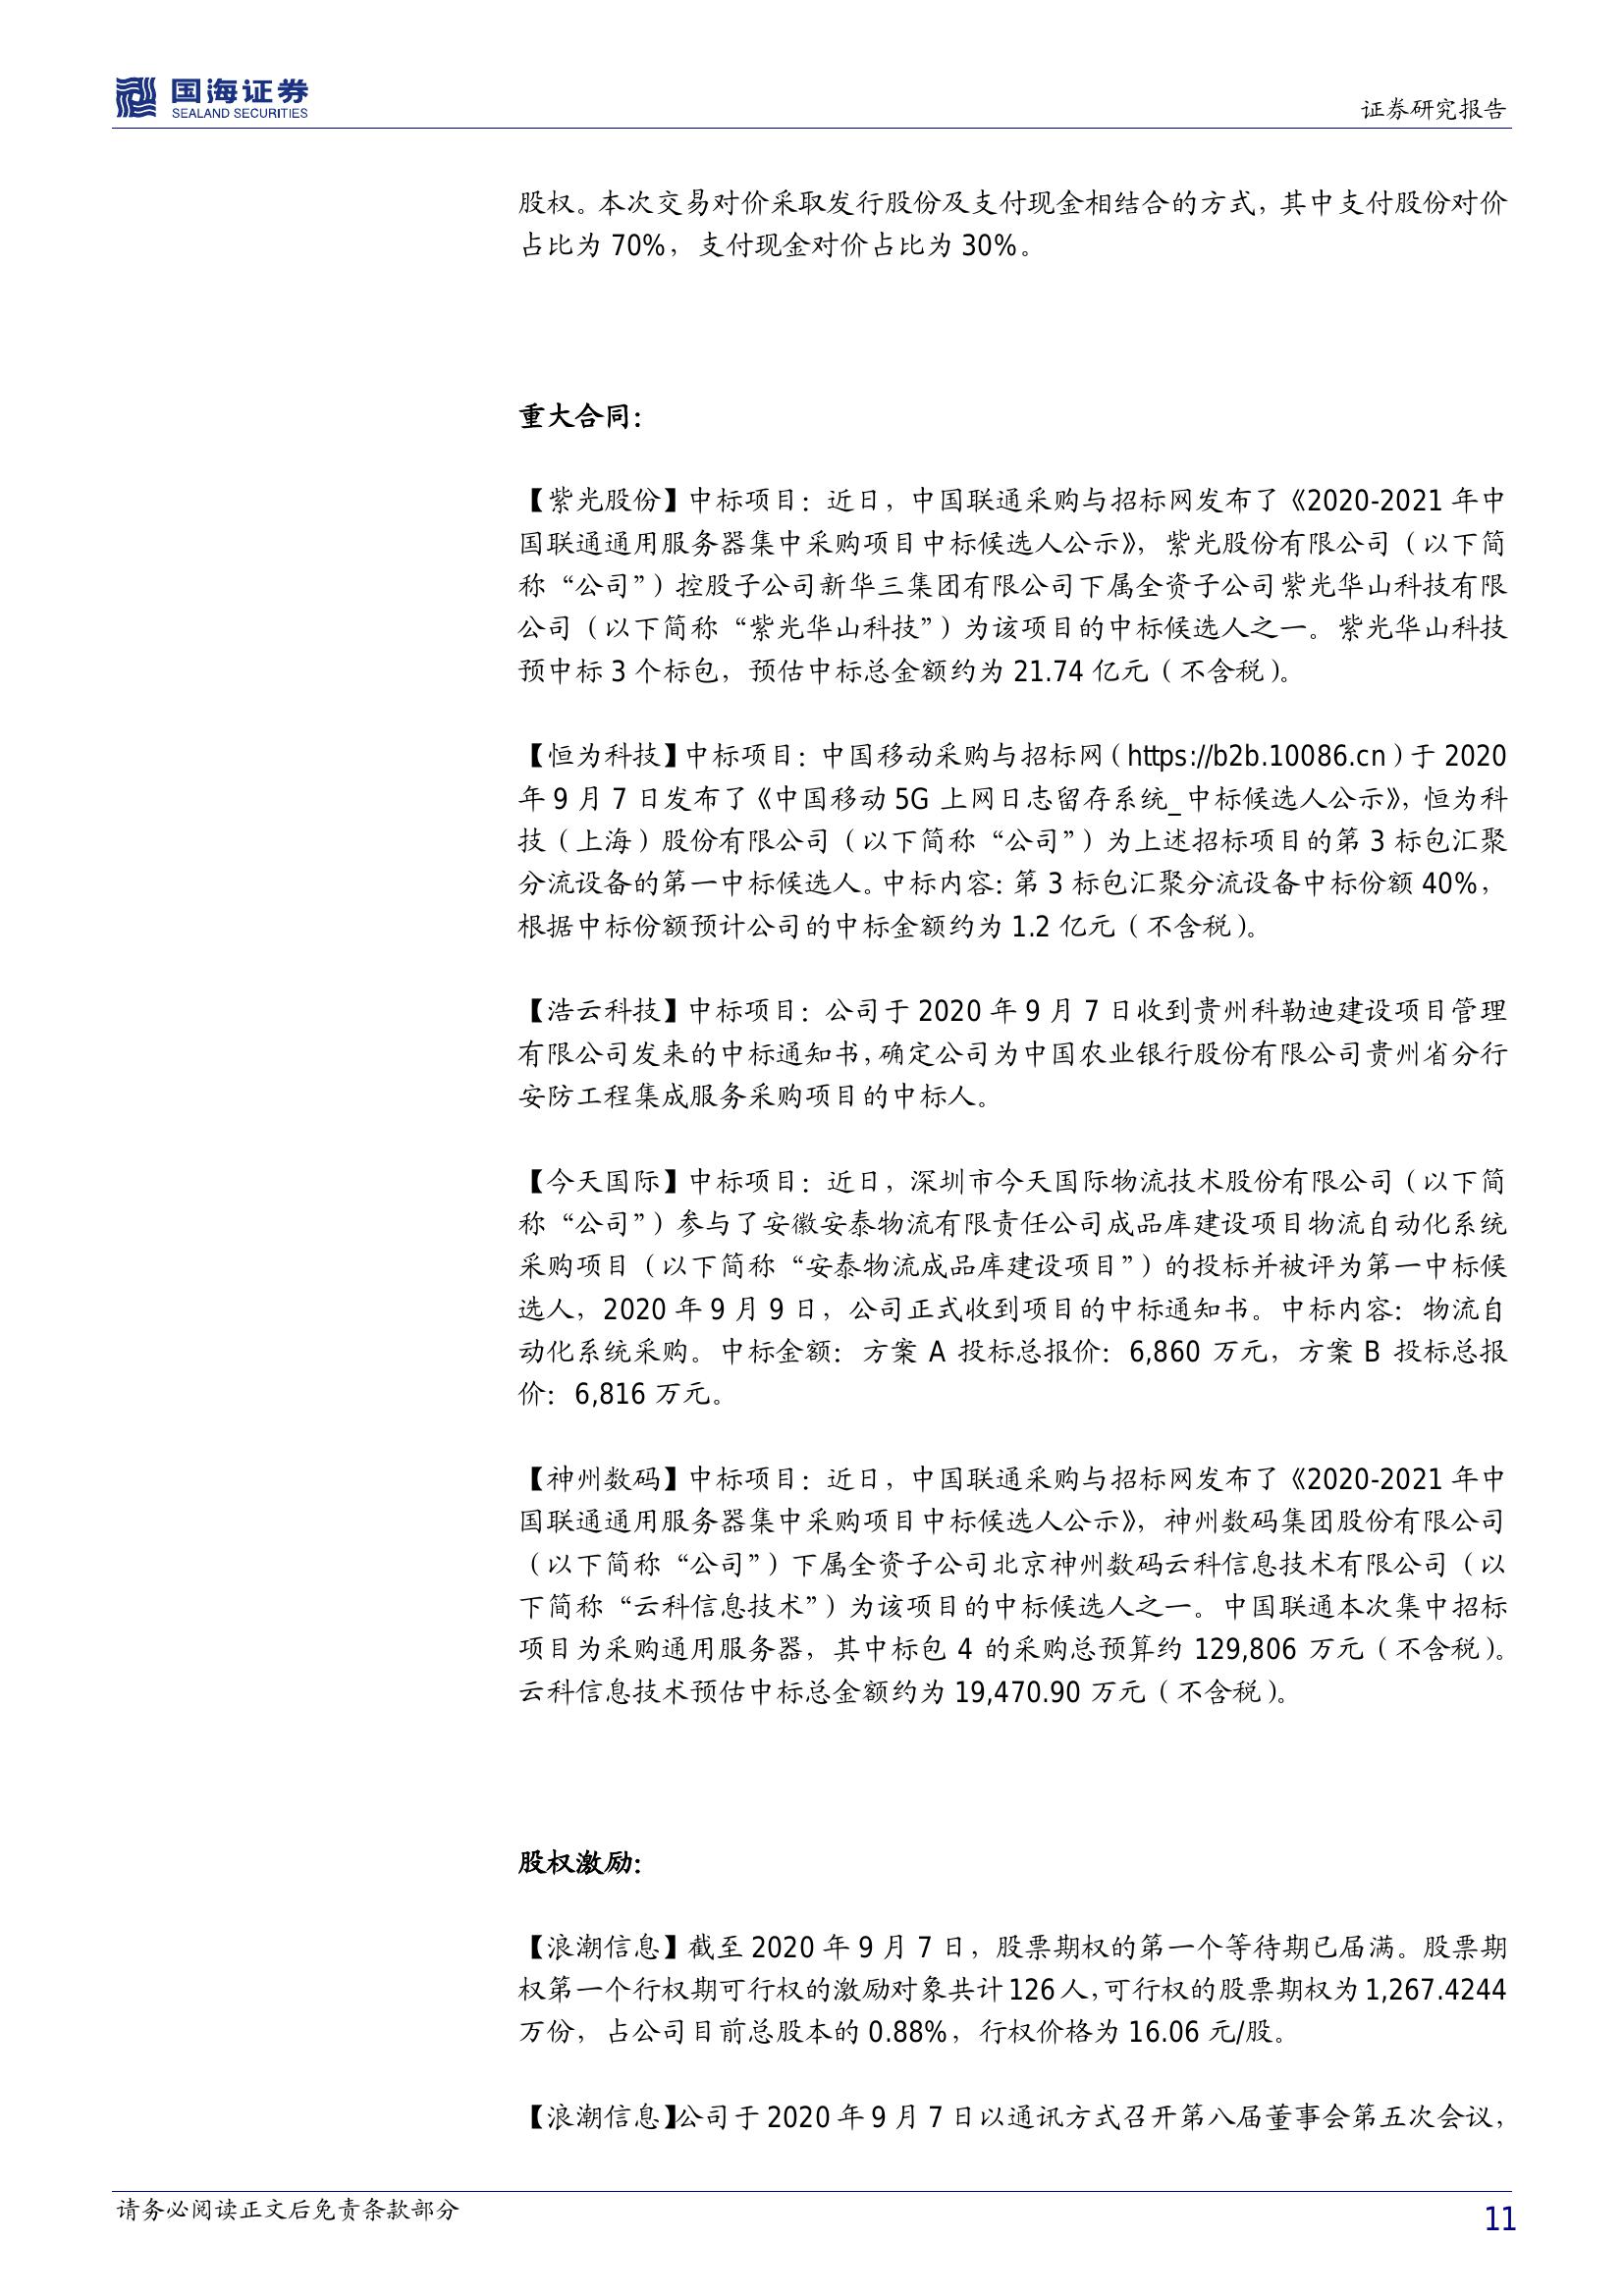 国海证券
SEALAND SECURITIES
证券研究报告
股权。本次交易对价采取发行股份及支付现金相结合的方式，其中支付股份对价
占比为 70%，支付现金对价占比为 30%。
重大合同：
【紫光股份】中标项目：近日，中国联通采购与招标网发布了《2020-2021 年中
国联通通用服务器集中采购项目中标候选人公示》，紫光股份有限公司（以下简
称“公司”）控股子公司新华三集团有限公司下属全资子公司紫光华山科技有限
公司（以下简称“紫光华山科技”）为该项目的中标候选人之一。紫光华山科技
预中标 3 个标包，预估中标总金额约为 21.74 亿元（不含税）。
【恒为科技】中标项目：中国移动采购与招标网（https://b2b.10086.cn）于 2020
年 9 月 7 日发布了《中国移动 5G 上网日志留存系统_中标候选人公示》，恒为科
技（上海）股份有限公司（以下简称“公司”）为上述招标项目的第 3 标包汇聚
分流设备的第一中标候选人。中标内容：第 3 标包汇聚分流设备中标份额 40%，
根据中标份额预计公司的中标金额约为 1.2 亿元（不含税）。
【浩云科技】中标项目：公司于 2020 年 9 月 7 日收到贵州科勒迪建设项目管理
有限公司发来的中标通知书，确定公司为中国农业银行股份有限公司贵州省分行
安防工程集成服务采购项目的中标人。
【今天国际】中标项目：近日，深圳市今天国际物流技术股份有限公司（以下简
称“公司”）参与了安徽安泰物流有限责任公司成品库建设项目物流自动化系统
采购项目（以下简称“安泰物流成品库建设项目”）的投标并被评为第一中标候
选人，2020 年 9 月 9 日，公司正式收到项目的中标通知书。中标内容：物流自
动化系统采购。中标金额：方案 A 投标总报价：6,860 万元，方案 B 投标总报
价：6,816 万元。
【神州数码】中标项目：近日，中国联通采购与招标网发布了《2020-2021 年中
国联通通用服务器集中采购项目中标候选人公示》，神州数码集团股份有限公司
（以下简称“公司”）下属全资子公司北京神州数码云科信息技术有限公司（以
下简称“云科信息技术”）为该项目的中标候选人之一。中国联通本次集中招标
项目为采购通用服务器，其中标包 4 的采购总预算约 129,806 万元（不含税）。
云科信息技术预估中标总金额约为 19,470.90 万元（不含税）。
股权激励：
【浪潮信息】截至 2020 年 9 月 7 日，股票期权的第一个等待期已届满。股票期
权第一个行权期可行权的激励对象共计 126 人，可行权的股票期权为 1,267.4244
万份，占公司目前总股本的 0.88%，行权价格为 16.06 元/股。
【浪潮信息】公司于 2020 年 9 月 7 日以通讯方式召开第八届董事会第五次会议，
请务必阅读正文后免责条款部分
11